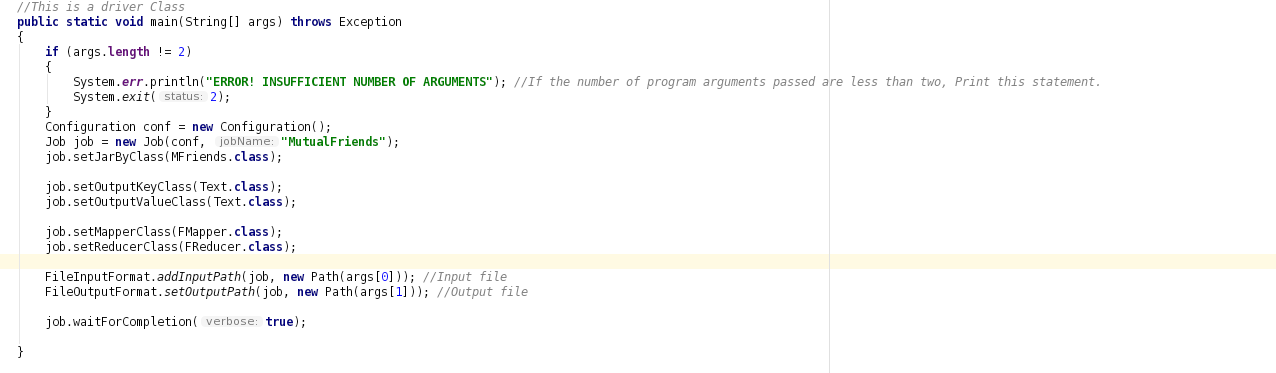 //This is a driver Class
public static void main(String[] args) throws Exception
{
if (args.length != 2)
{
System.err.println("ERROR! INSUFFICIENT NUMBER OF ARGUMENTS"); //If the number of program arguments passed are less than two, Print this statement.
System.exit( status: 2);
}
Configuration conf = new Configuration();
Job job = new Job(conf, jobName: "MutualFriends");
job.setJarByClass(MFriends.class);
job.setOutputKeyClass(Text.class);
job.setOutputValueClass(Text.class);
job.setMapperClass(FMapper.class);
job.setReducerClass(FReducer.class);
FileInputFormat.addInputPath(job, new Path(args[0])); //Input file
FileOutputFormat.setOutputPath(job, new Path(args[1])); //Output file
job.waitForCompletion( verbose: true);
}